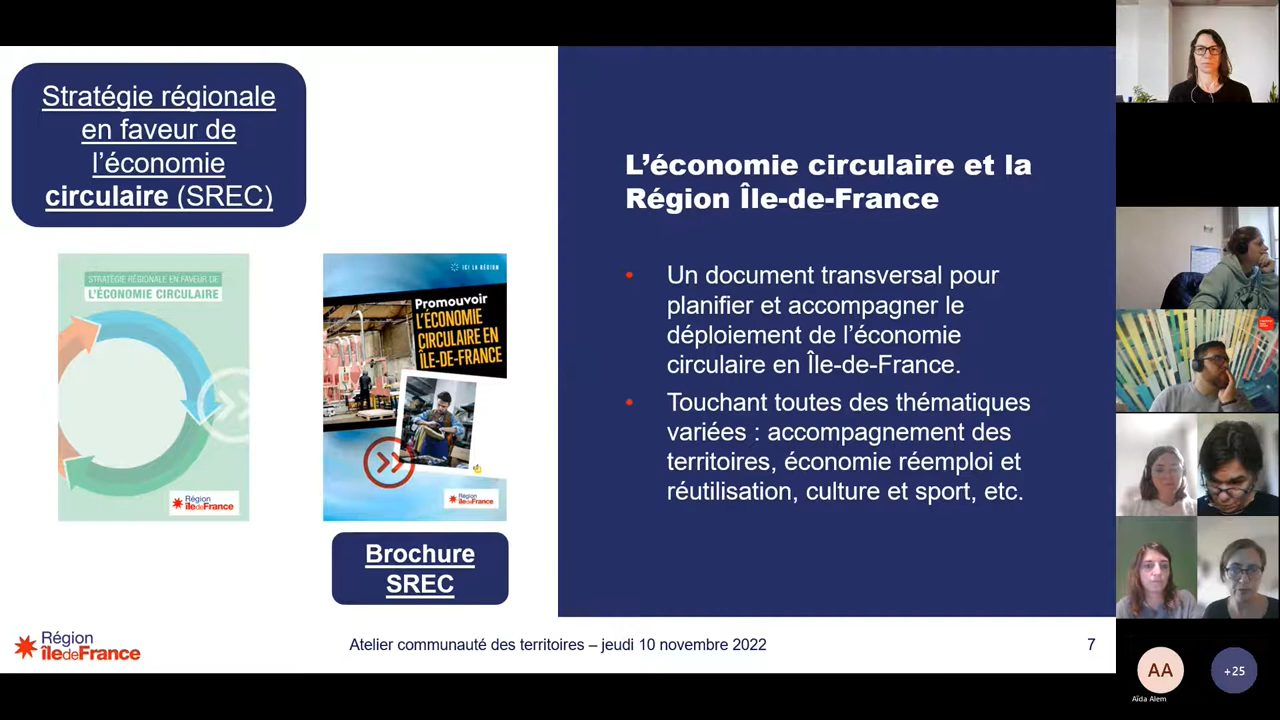 Stratégie régionale
en faveur de
l’économie
circulaire (SREC)
STRATÉGIE RÉGIONALE EN FAVEUR DE
L'ÉCONOMIE CIRCULAIRE
Région
îledeFrance
ICI LA RÉGION
Promouvoir
L'ÉCONOMIE
CIRCULAIRE EN
ÎLE-DE-FRANCE
Région
îledeFrance
Brochure
SREC
L’économie circulaire et la
Région Île-de-France
• Un document transversal pour
planifier et accompagner le
déploiement de l’économie
circulaire en Île-de-France.
• Touchant toutes des thématiques
variées : accompagnement des
territoires, économie réemploi et
réutilisation, culture et sport, etc.
Région
îledeFrance
Atelier communauté des territoires – jeudi 10 novembre 2022
7
AA
+25
Aïda Alem